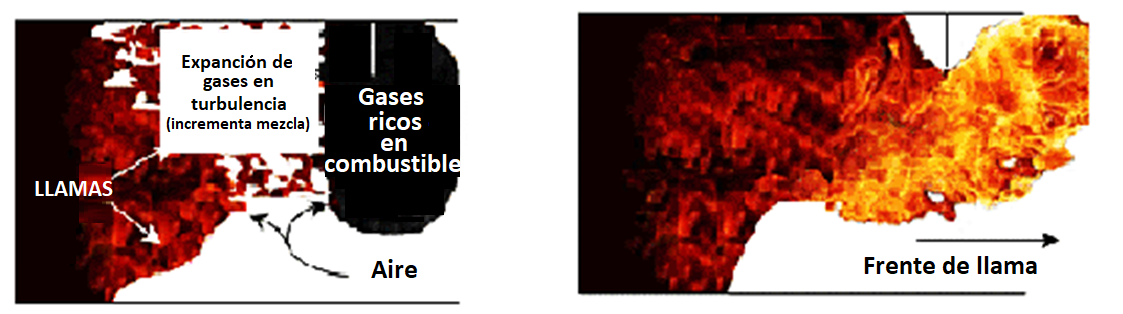 Expanción de
gases en
turbulencia
(incrementa mezcla)
Gases
ricos
en
combustible
LLAMAS
Aire
Frente de llama